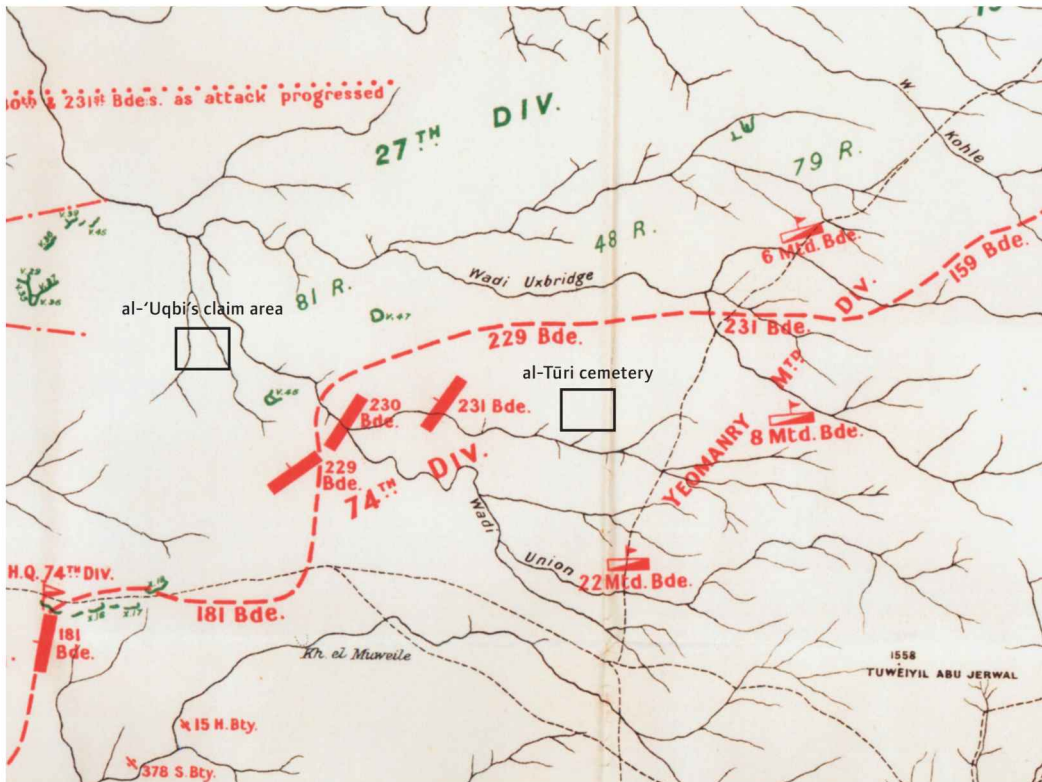 231st Bdes. as attack progressed
27TH DIV.
W
Kohle
79 R.
48 R.
81 R.
6 Mtd. Bde.
159 Bde.
Wadi Uxbridge
al-‘Uqbi’s claim area
V.47
229 Bde.
231 Bde.
YEOMANRY MTD DIV.
al-Tūri cemetery
230
Bde.
231 Bde.
8 Mtd. Bde.
229
Bde.
74TH DIV.
Wadi Union
22 Mtd. Bde.
H.Q. 74TH DIV.
181 Bde.
181
Bde.
Kh. el Muweile
1558
TUWEIYIL ABU JERWAL
15 H. Bty.
378 S. Bty.